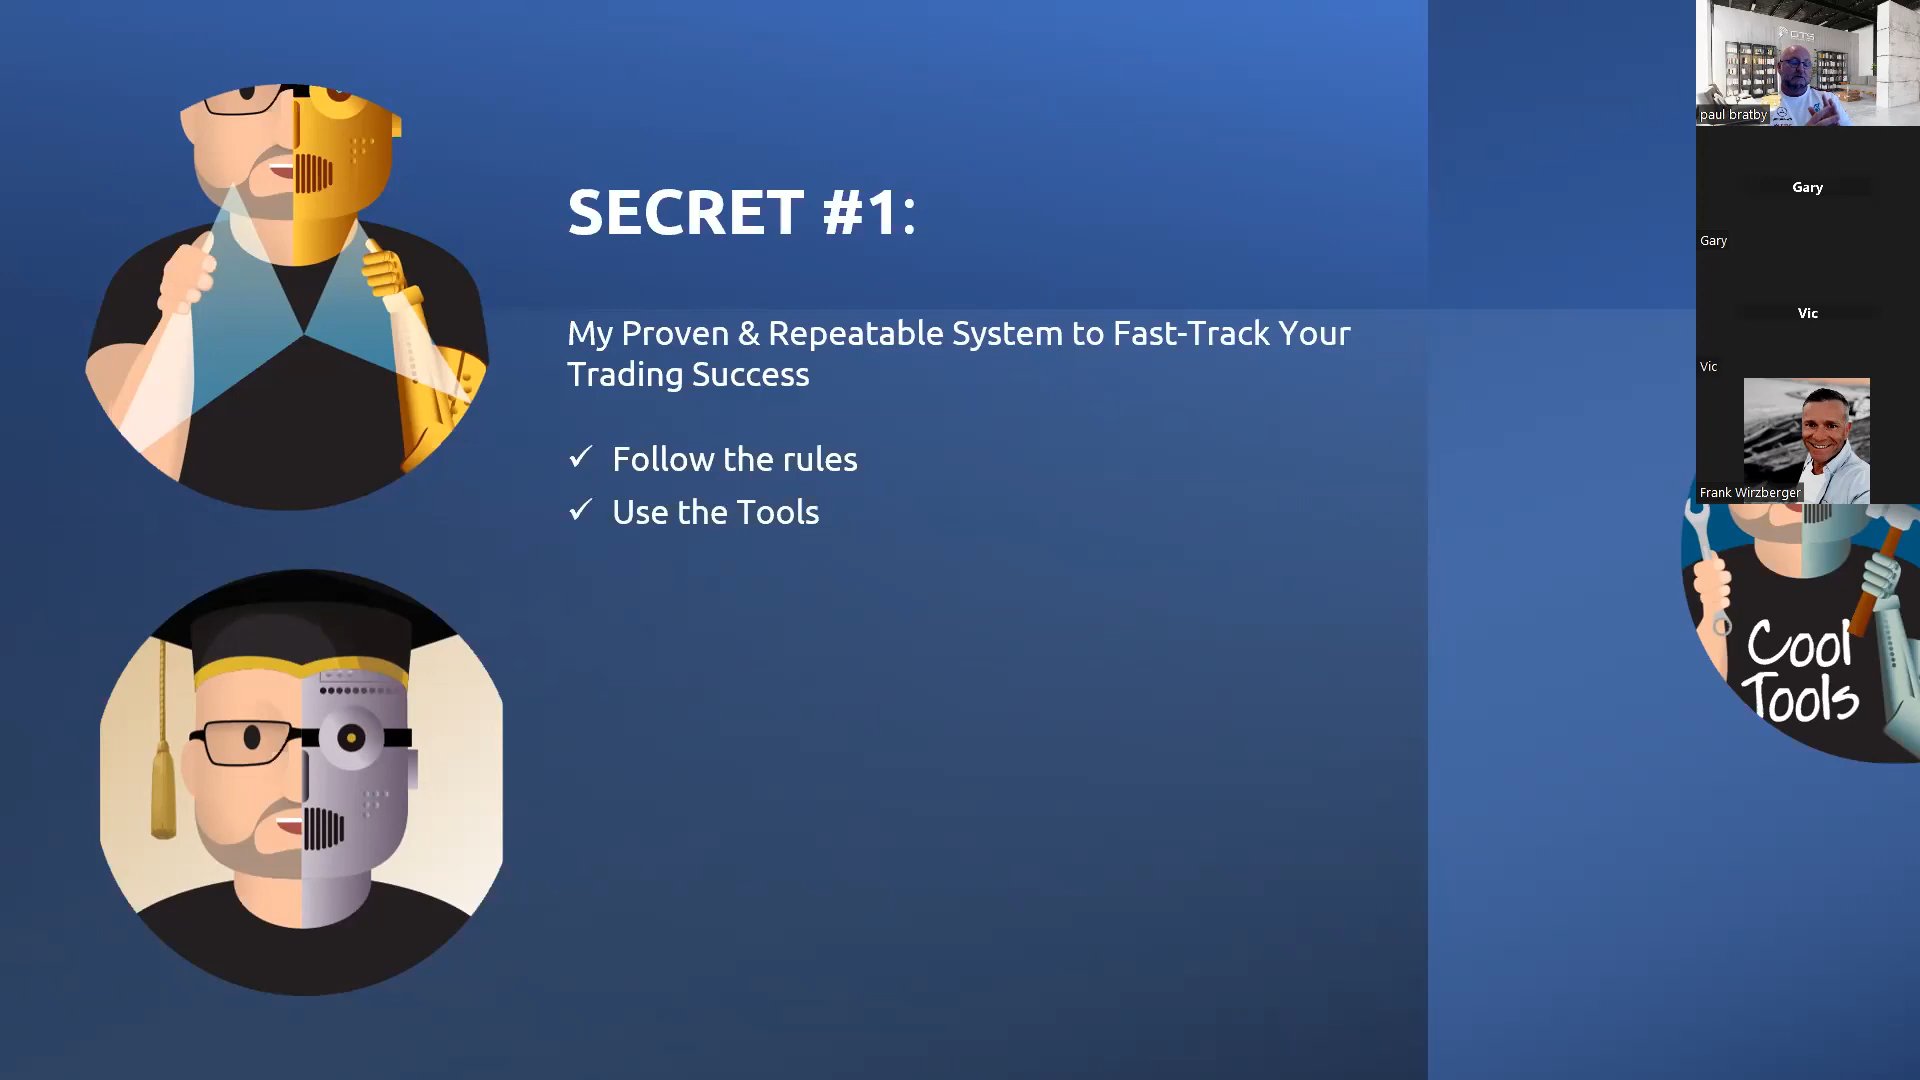 SECRET #1:
My Proven & Repeatable System to Fast-Track Your
Trading Success
✓ Follow the rules
✓ Use the Tools
GTS
paul bratby
Gary
Gary
Vic
Vic
Frank Wirzberger
Cool
Tools